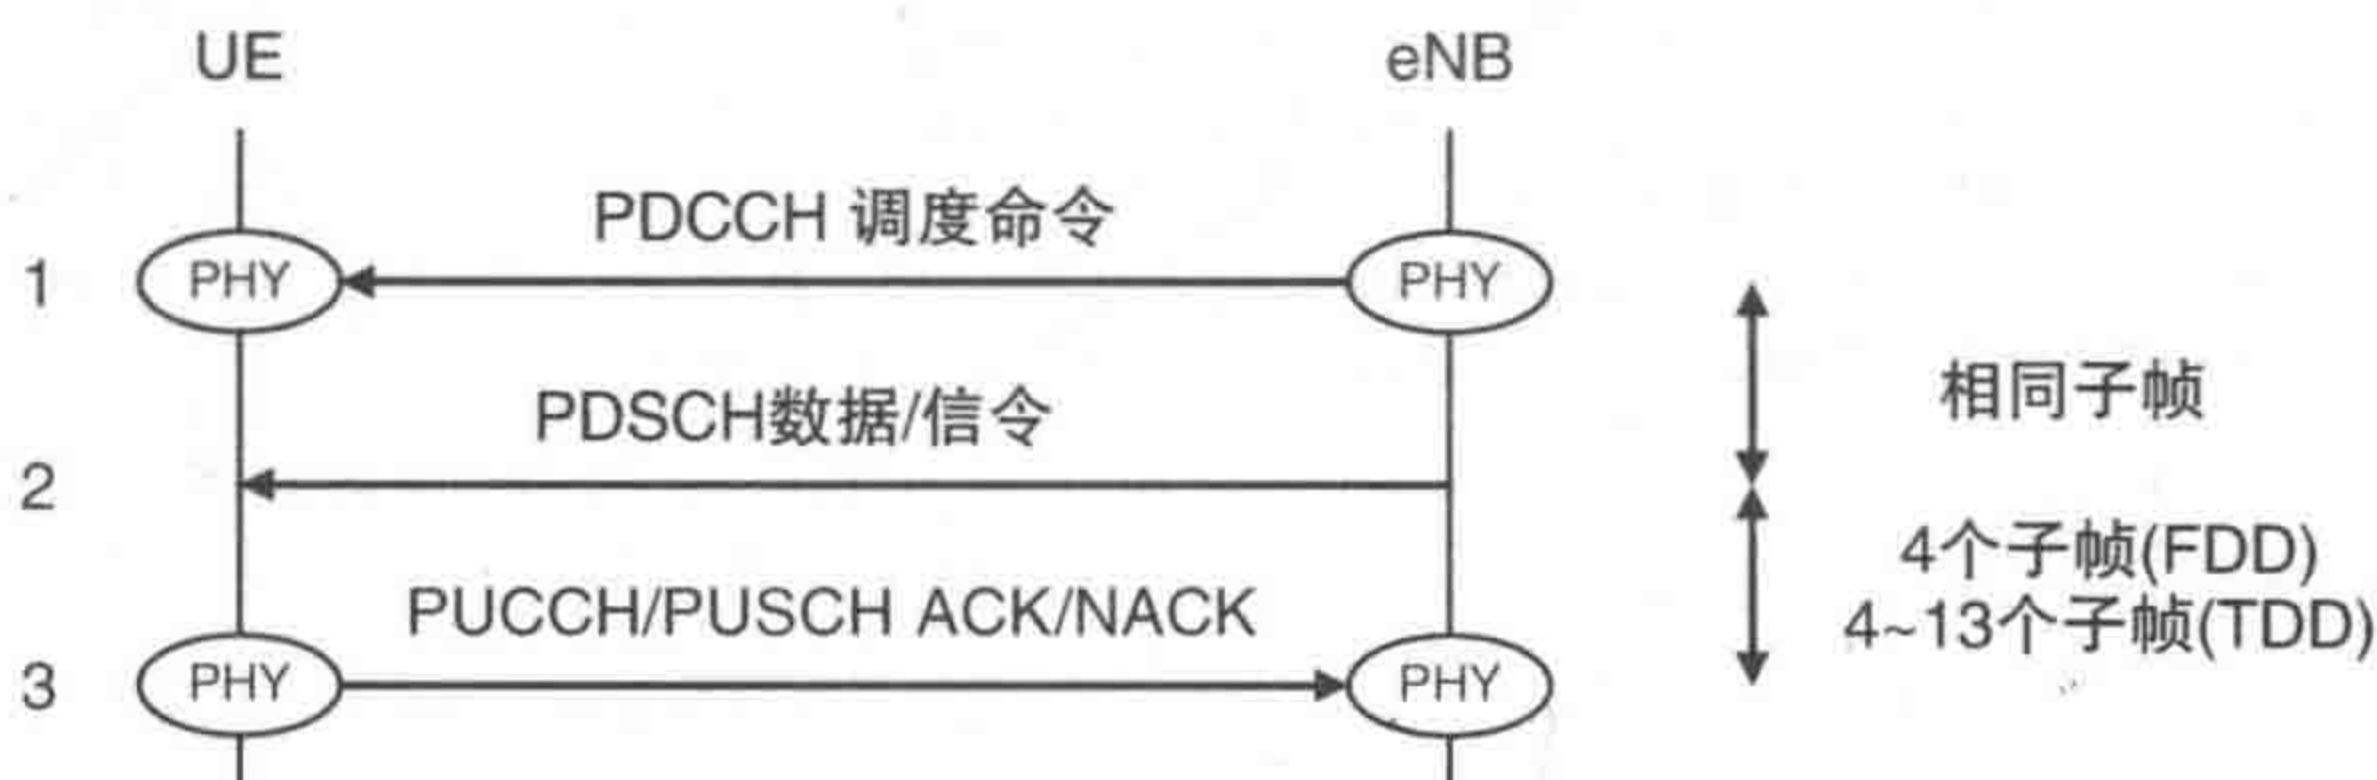 UE
eNB
PDCCH 调度命令
1
PHY
PHY
相同子帧
PDSCH数据/信令
2
4个子帧(FDD)
4~13个子帧(TDD)
PUCCH/PUSCH ACK/NACK
3
PHY
PHY